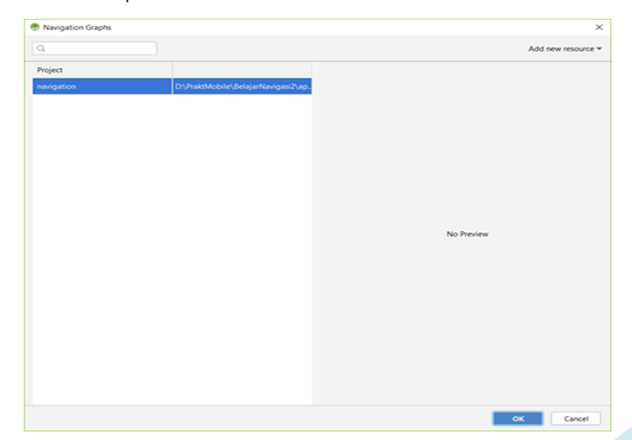 Navigation Graphs
Add new resource
Project
navigation D:\PraktMobile\BelajarNavigasi2\ap...
No Preview
OK Cancel